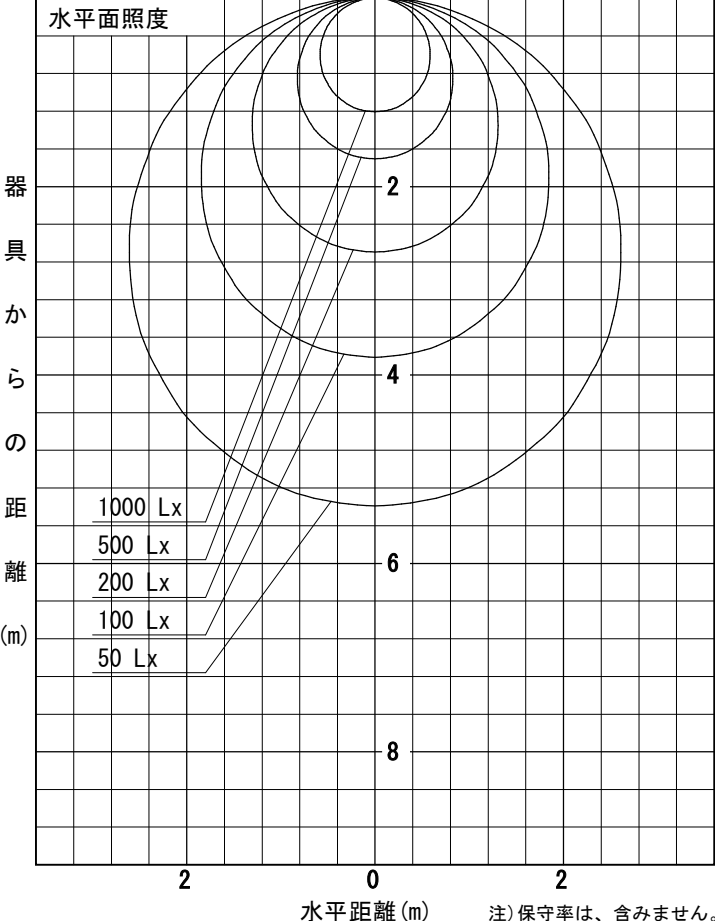 水平面照度
器具からの距離(m)
2
4
6
8
1000 Lx
500 Lx
200 Lx
100 Lx
50 Lx
2
0
2
水平距離(m)
注)保守率は、含みません。